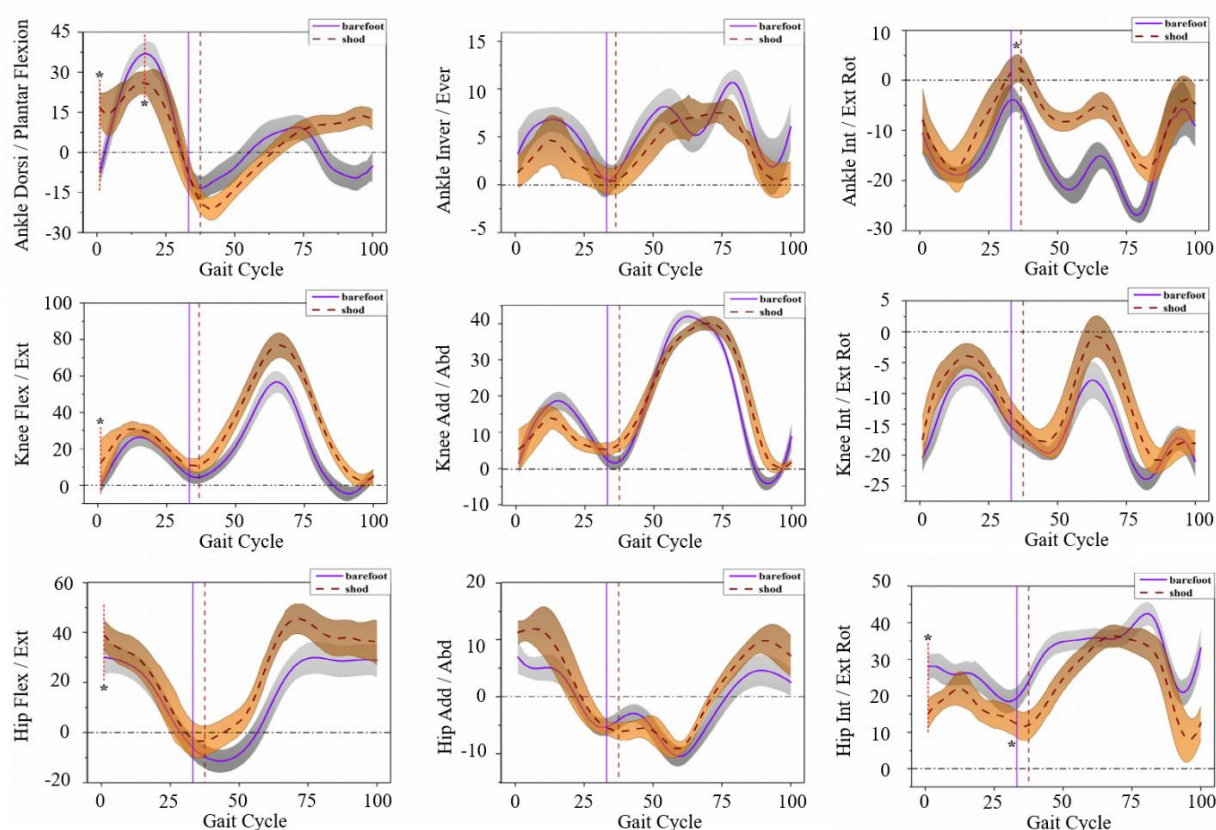 Ankle Dorsi / Plantar Flexion
45
30
15
0
-15
-30
*
*
barefoot
shod
0
25
50
75
100
Gait Cycle
Ankle Inver / Ever
15
10
5
0
-5
barefoot
shod
0
25
50
75
100
Gait Cycle
Ankle Int / Ext Rot
10
0
-10
-20
-30
*
barefoot
shod
0
25
50
75
100
Gait Cycle
Knee Flex / Ext
100
80
60
40
20
0
*
barefoot
shod
0
25
50
75
100
Gait Cycle
Knee Add / Abd
40
30
20
10
0
-10
barefoot
shod
0
25
50
75
100
Gait Cycle
Knee Int / Ext Rot
5
0
-5
-10
-15
-20
-25
barefoot
shod
0
25
50
75
100
Gait Cycle
Hip Flex / Ext
60
40
20
0
-20
*
barefoot
shod
0
25
50
75
100
Gait Cycle
Hip Add / Abd
20
10
0
-10
barefoot
shod
0
25
50
75
100
Gait Cycle
Hip Int / Ext Rot
50
40
30
20
10
0
*
*
barefoot
shod
0
25
50
75
100
Gait Cycle